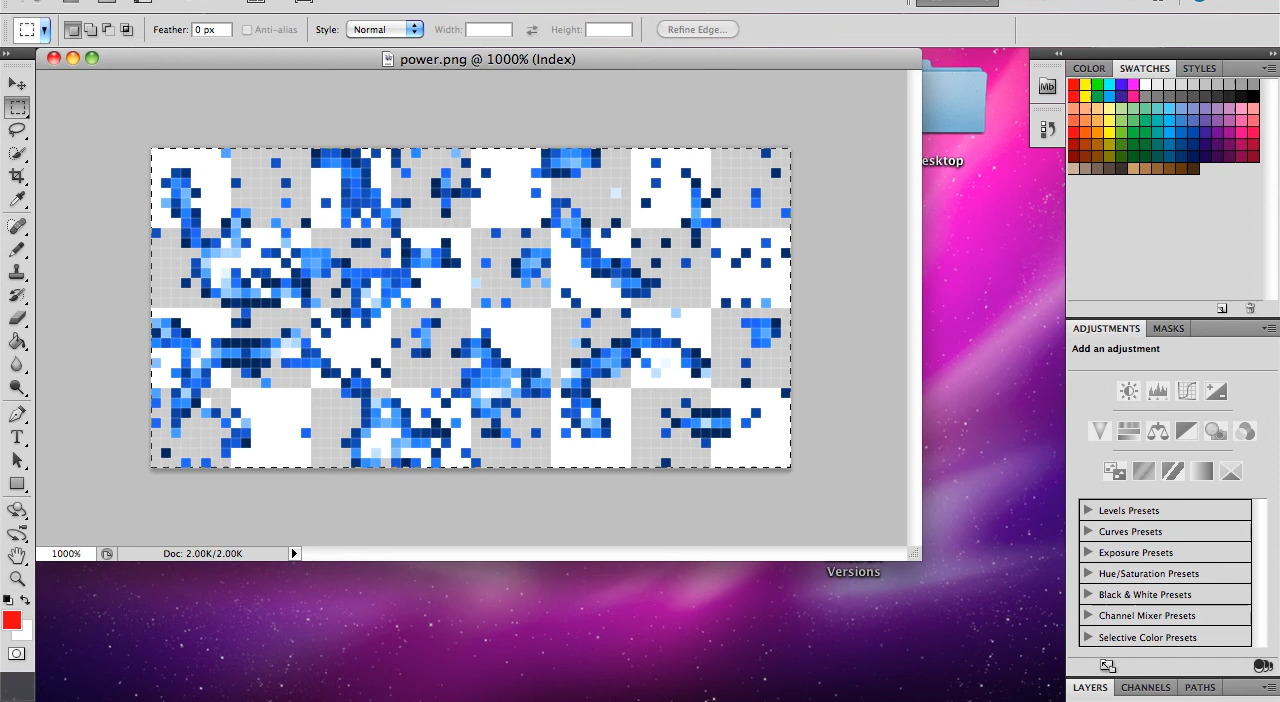 Feather: 0 px Anti-alias Style: Normal Width: Height: Refine Edge...
power.png @ 1000% (Index)
COLOR SWATCHES STYLES
Mb
esktop
ADJUSTMENTS MASKS
Add an adjustment
Levels Presets
Curves Presets
Exposure Presets
Hue/Saturation Presets
Black & White Presets
Channel Mixer Presets
Selective Color Presets
1000% Doc: 2.00K/2.00K
Versions
LAYERS CHANNELS PATHS